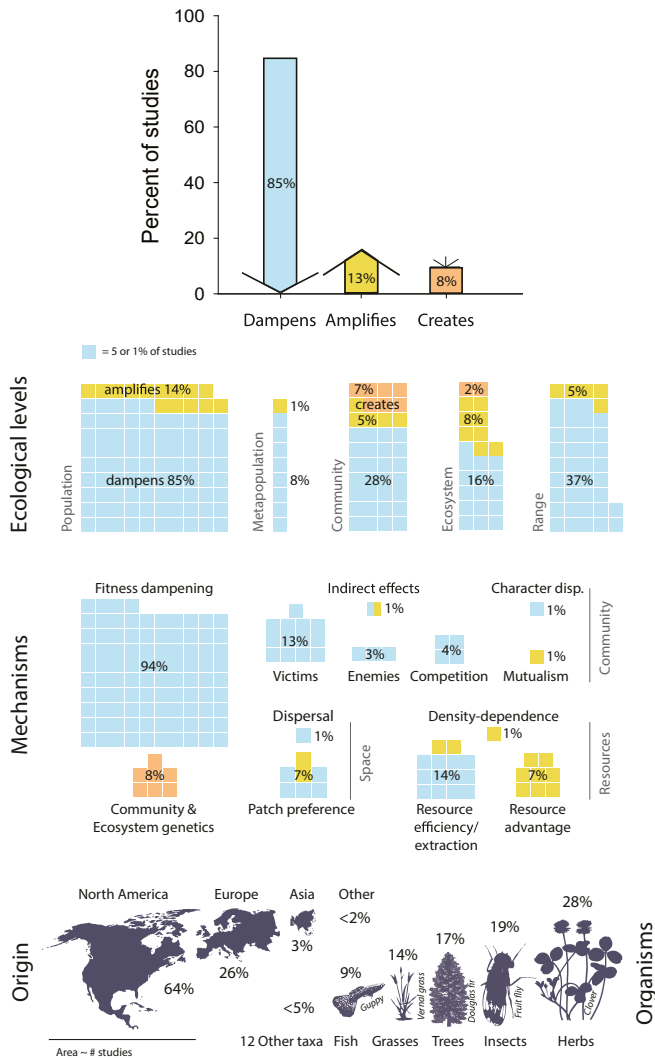 Percent of studies
100
80
60
40
20
0
85%
13%
8%
Dampens
Amplifies
Creates
= 5 or 1% of studies
Ecological levels
Population
amplifies 14%
dampens 85%
Metapopulation
1%
8%
Community
7%
creates
5%
28%
Ecosystem
2%
8%
16%
Range
5%
37%
Mechanisms
Fitness dampening
94%
8%
Community &
Ecosystem genetics
Indirect effects
13%
Victims
1%
3%
Enemies
4%
Competition
Character disp.
1%
1%
Mutualism
Community
Dispersal
1%
7%
Patch preference
Space
Density-dependence
1%
14%
Resource
efficiency/
extraction
7%
Resource
advantage
Resources
Origin
North America
64%
Europe
26%
Asia
3%
Other
<2%
Area ~ # studies
Organisms
<5%
12 Other taxa
9%
Guppy
Fish
14%
Vernal grass
Grasses
17%
Douglas fir
Trees
19%
Fruit fliy
Insects
28%
Clover
Herbs